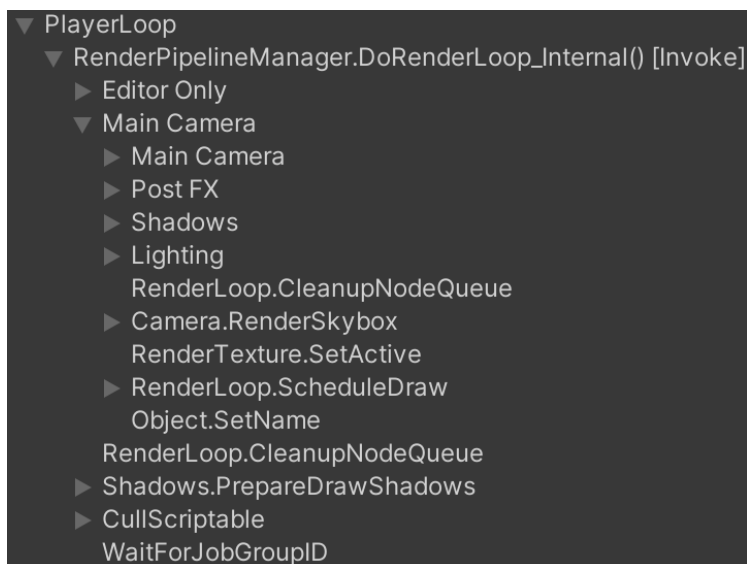 PlayerLoop
RenderPipelineManager.DoRenderLoop_Internal() [Invoke]
Editor Only
Main Camera
Main Camera
Post FX
Shadows
Lighting
RenderLoop.CleanupNodeQueue
Camera.RenderSkybox
RenderTexture.SetActive
RenderLoop.ScheduleDraw
Object.SetName
RenderLoop.CleanupNodeQueue
Shadows.PrepareDrawShadows
CullScriptable
WaitForJobGroupID